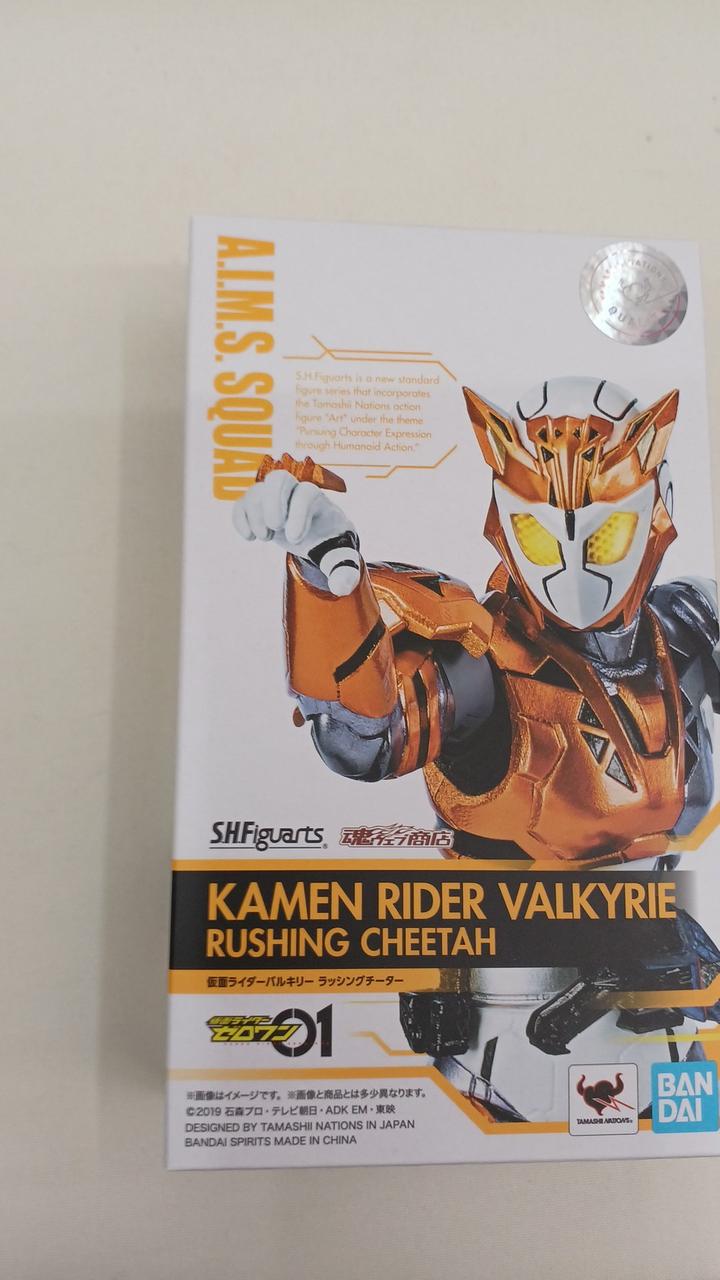 A.I.M.S. SQUAD
S.H.Figuarts is a new standard
figure series that incorporates
the Tamashii Nations action
figure "Art" under the theme
"Pursuing Character Expression
through Humanoid Action."
S.H.Figuarts®
魂ウェブ商店
KAMEN RIDER VALKYRIE
RUSHING CHEETAH
仮面ライダーバルキリー ラッシングチーター
仮面ライダー
ゼロワン 01
※画像はイメージです。※画像と商品とは多少異なります。
©2019 石森プロ・テレビ朝日・ADK EM・東映
DESIGNED BY TAMASHII NATIONS IN JAPAN
BANDAI SPIRITS MADE IN CHINA
TAMASHII NATIONS®
BAN
DAI